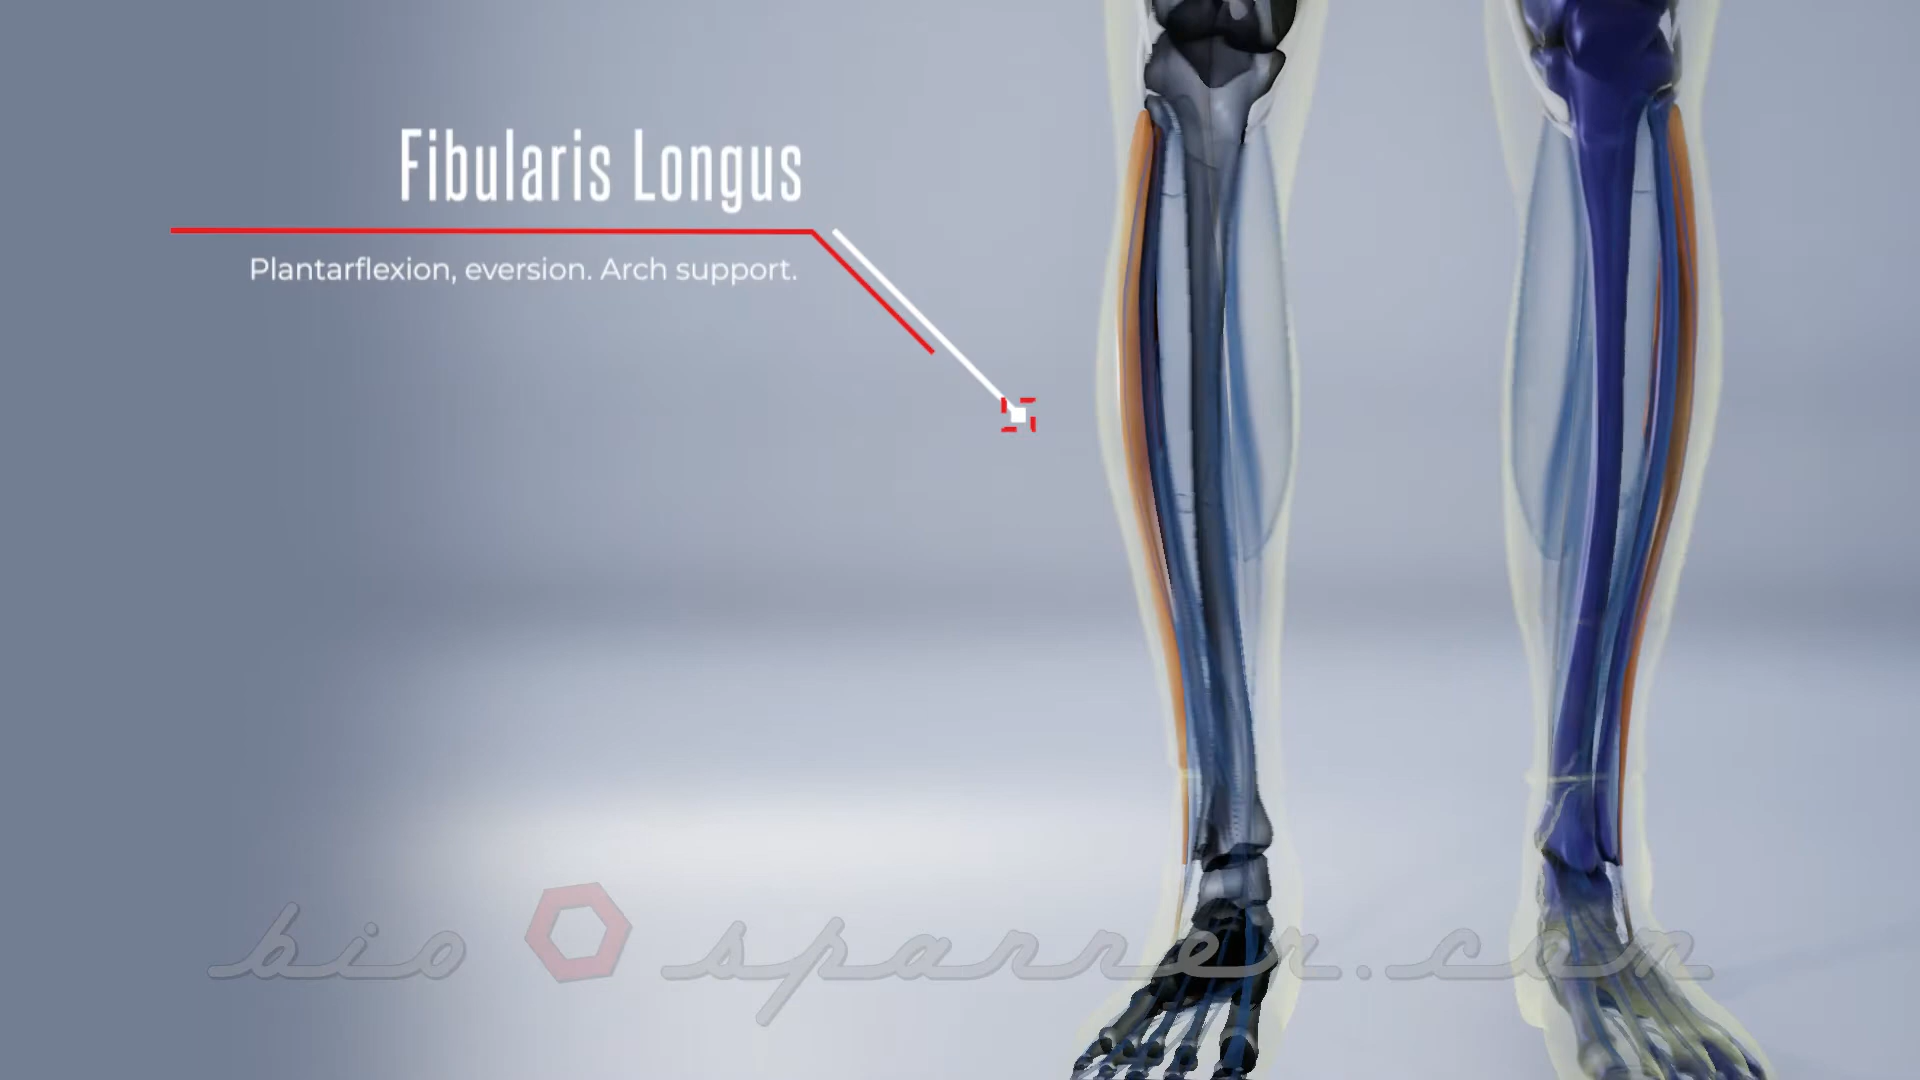 Fibularis Longus
Plantarflexion, eversion. Arch support.
bio sparrer.com